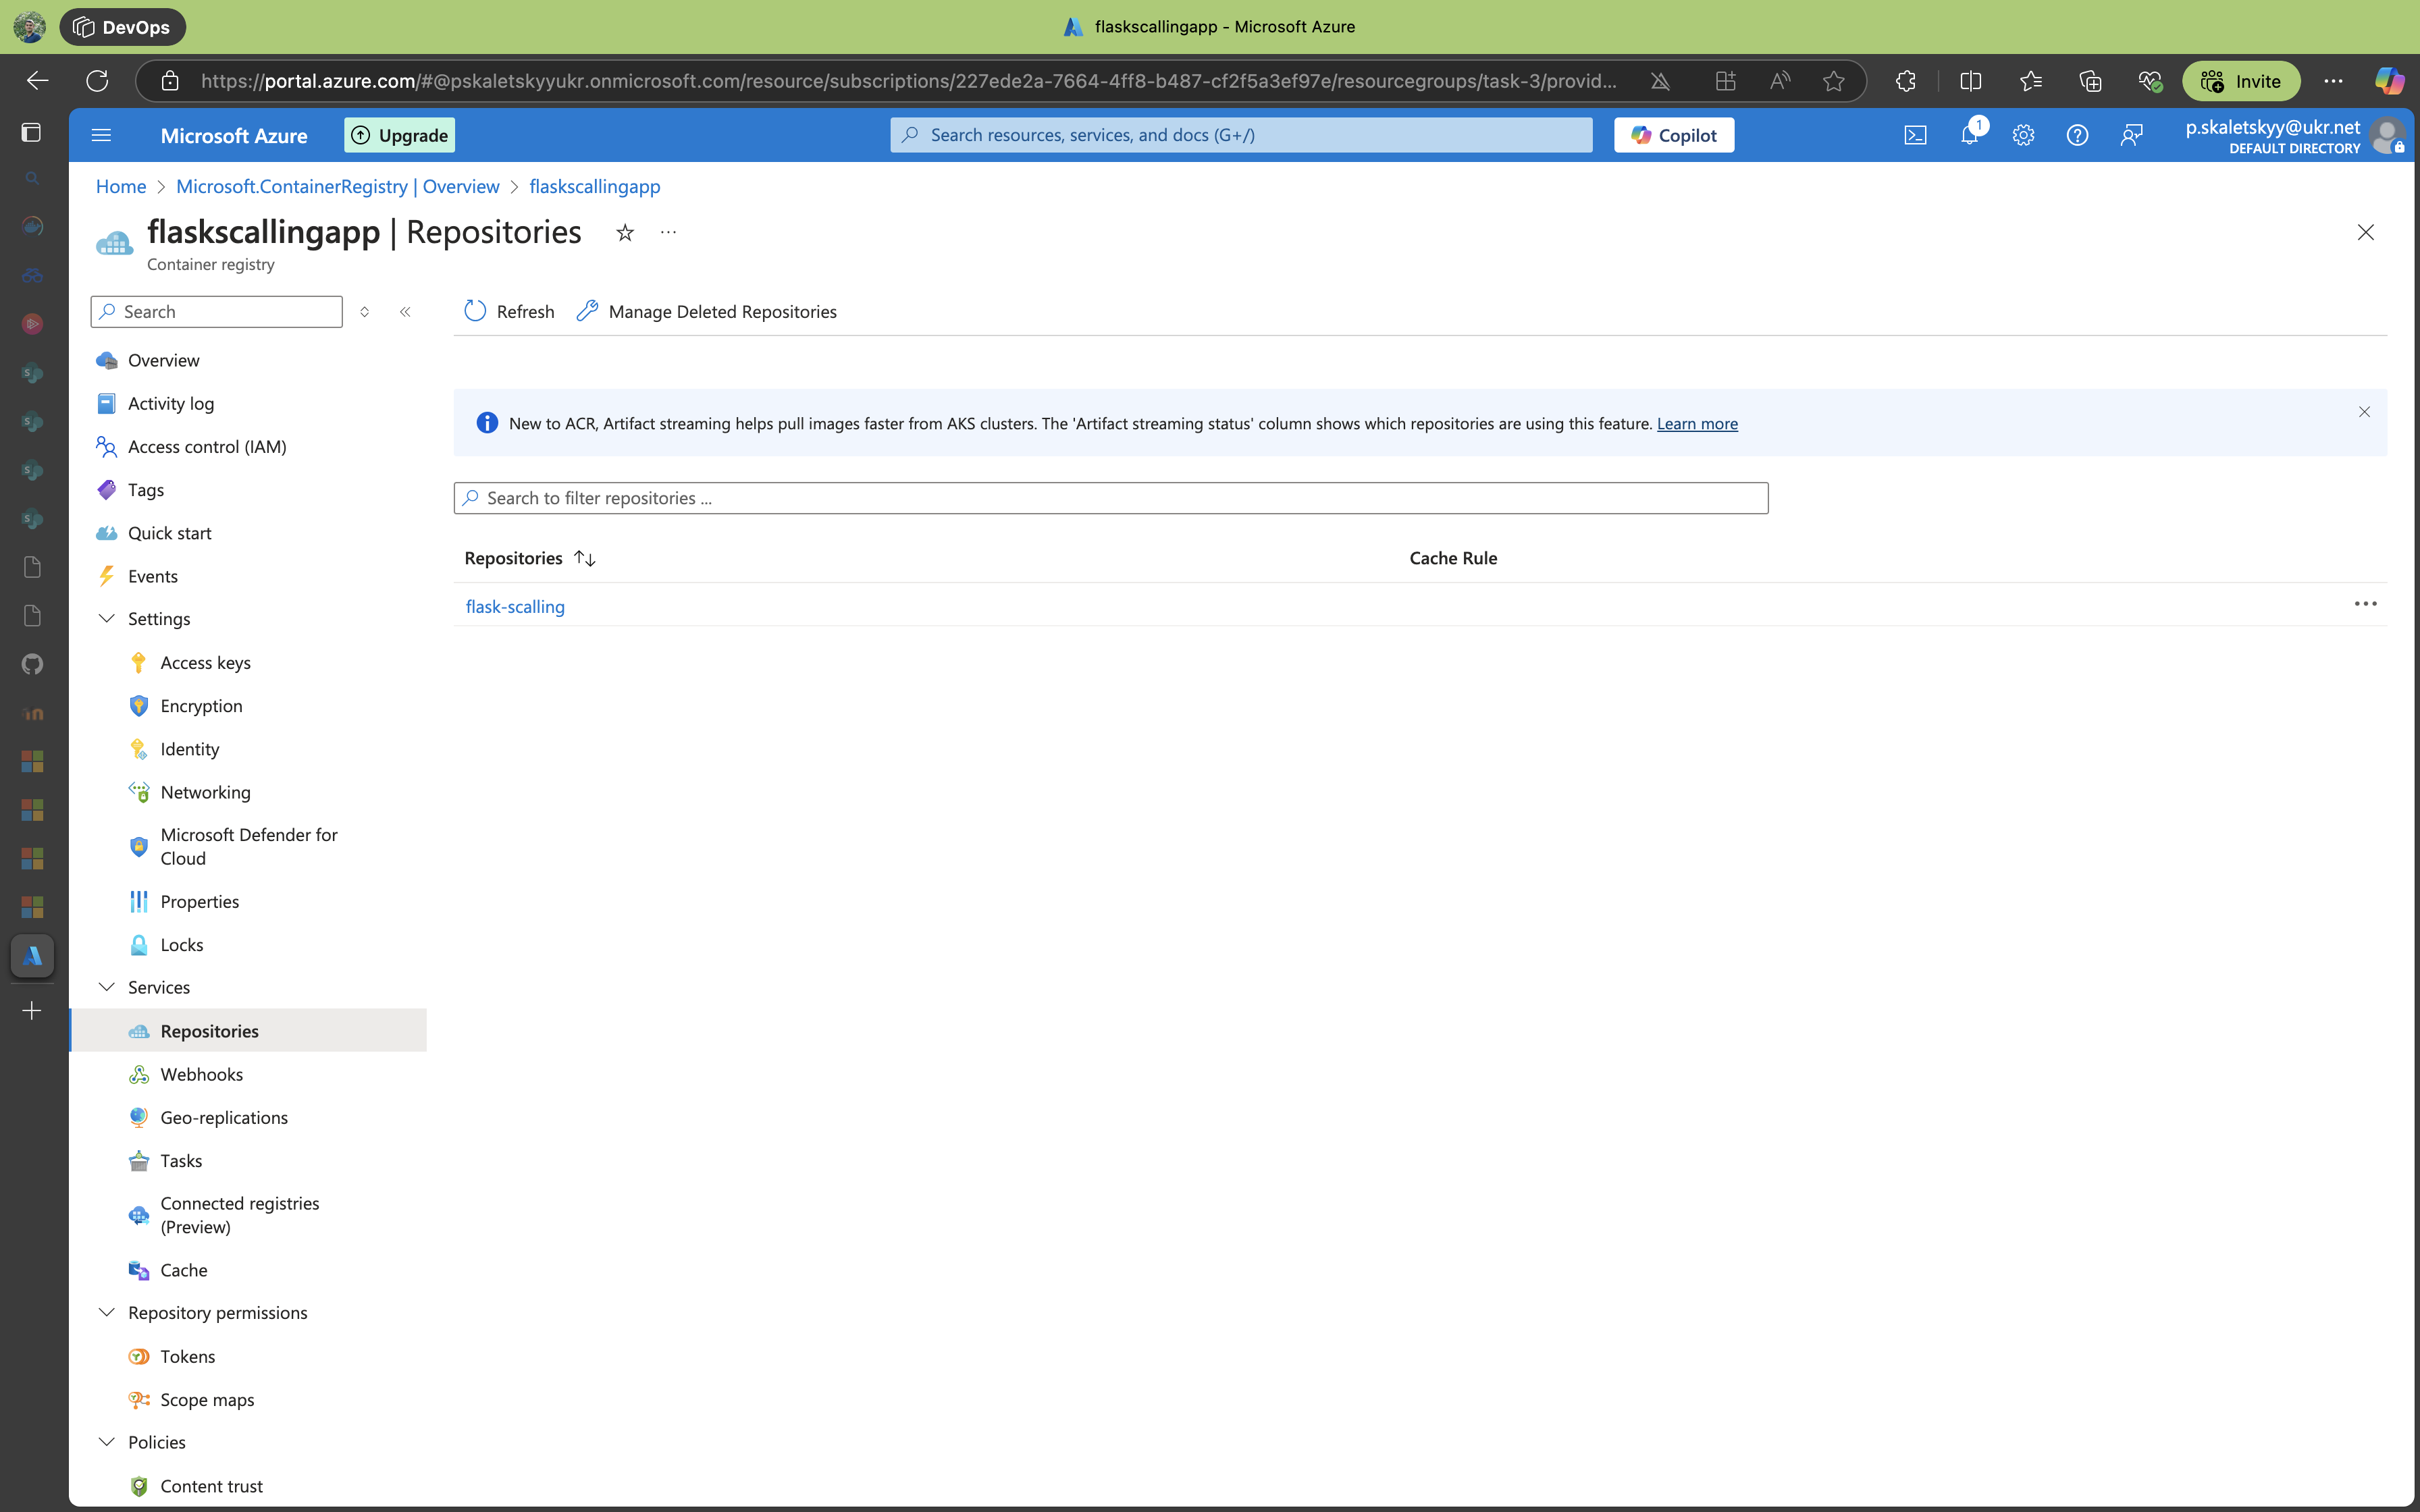 DevOps
flaskscallingapp - Microsoft Azure
https://portal.azure.com/#@pskaletskyyukr.onmicrosoft.com/resource/subscriptions/227ede2a-7664-4ff8-b487-cf2f5a3ef97e/resourcegroups/task-3/provid...
Invite
Microsoft Azure
Upgrade
Search resources, services, and docs (G+/)
Copilot
1
p.skaletskyy@ukr.net
DEFAULT DIRECTORY
Home > Microsoft.ContainerRegistry | Overview > flaskscallingapp
flaskscallingapp | Repositories
Container registry
Search
Refresh
Manage Deleted Repositories
Overview
Activity log
Access control (IAM)
Tags
Quick start
Events
Settings
Access keys
Encryption
Identity
Networking
Microsoft Defender for
Cloud
Properties
Locks
Services
Repositories
Webhooks
Geo-replications
Tasks
Connected registries
(Preview)
Cache
Repository permissions
Tokens
Scope maps
Policies
Content trust
New to ACR, Artifact streaming helps pull images faster from AKS clusters. The 'Artifact streaming status' column shows which repositories are using this feature. Learn more
Search to filter repositories ...
Repositories
Cache Rule
flask-scalling